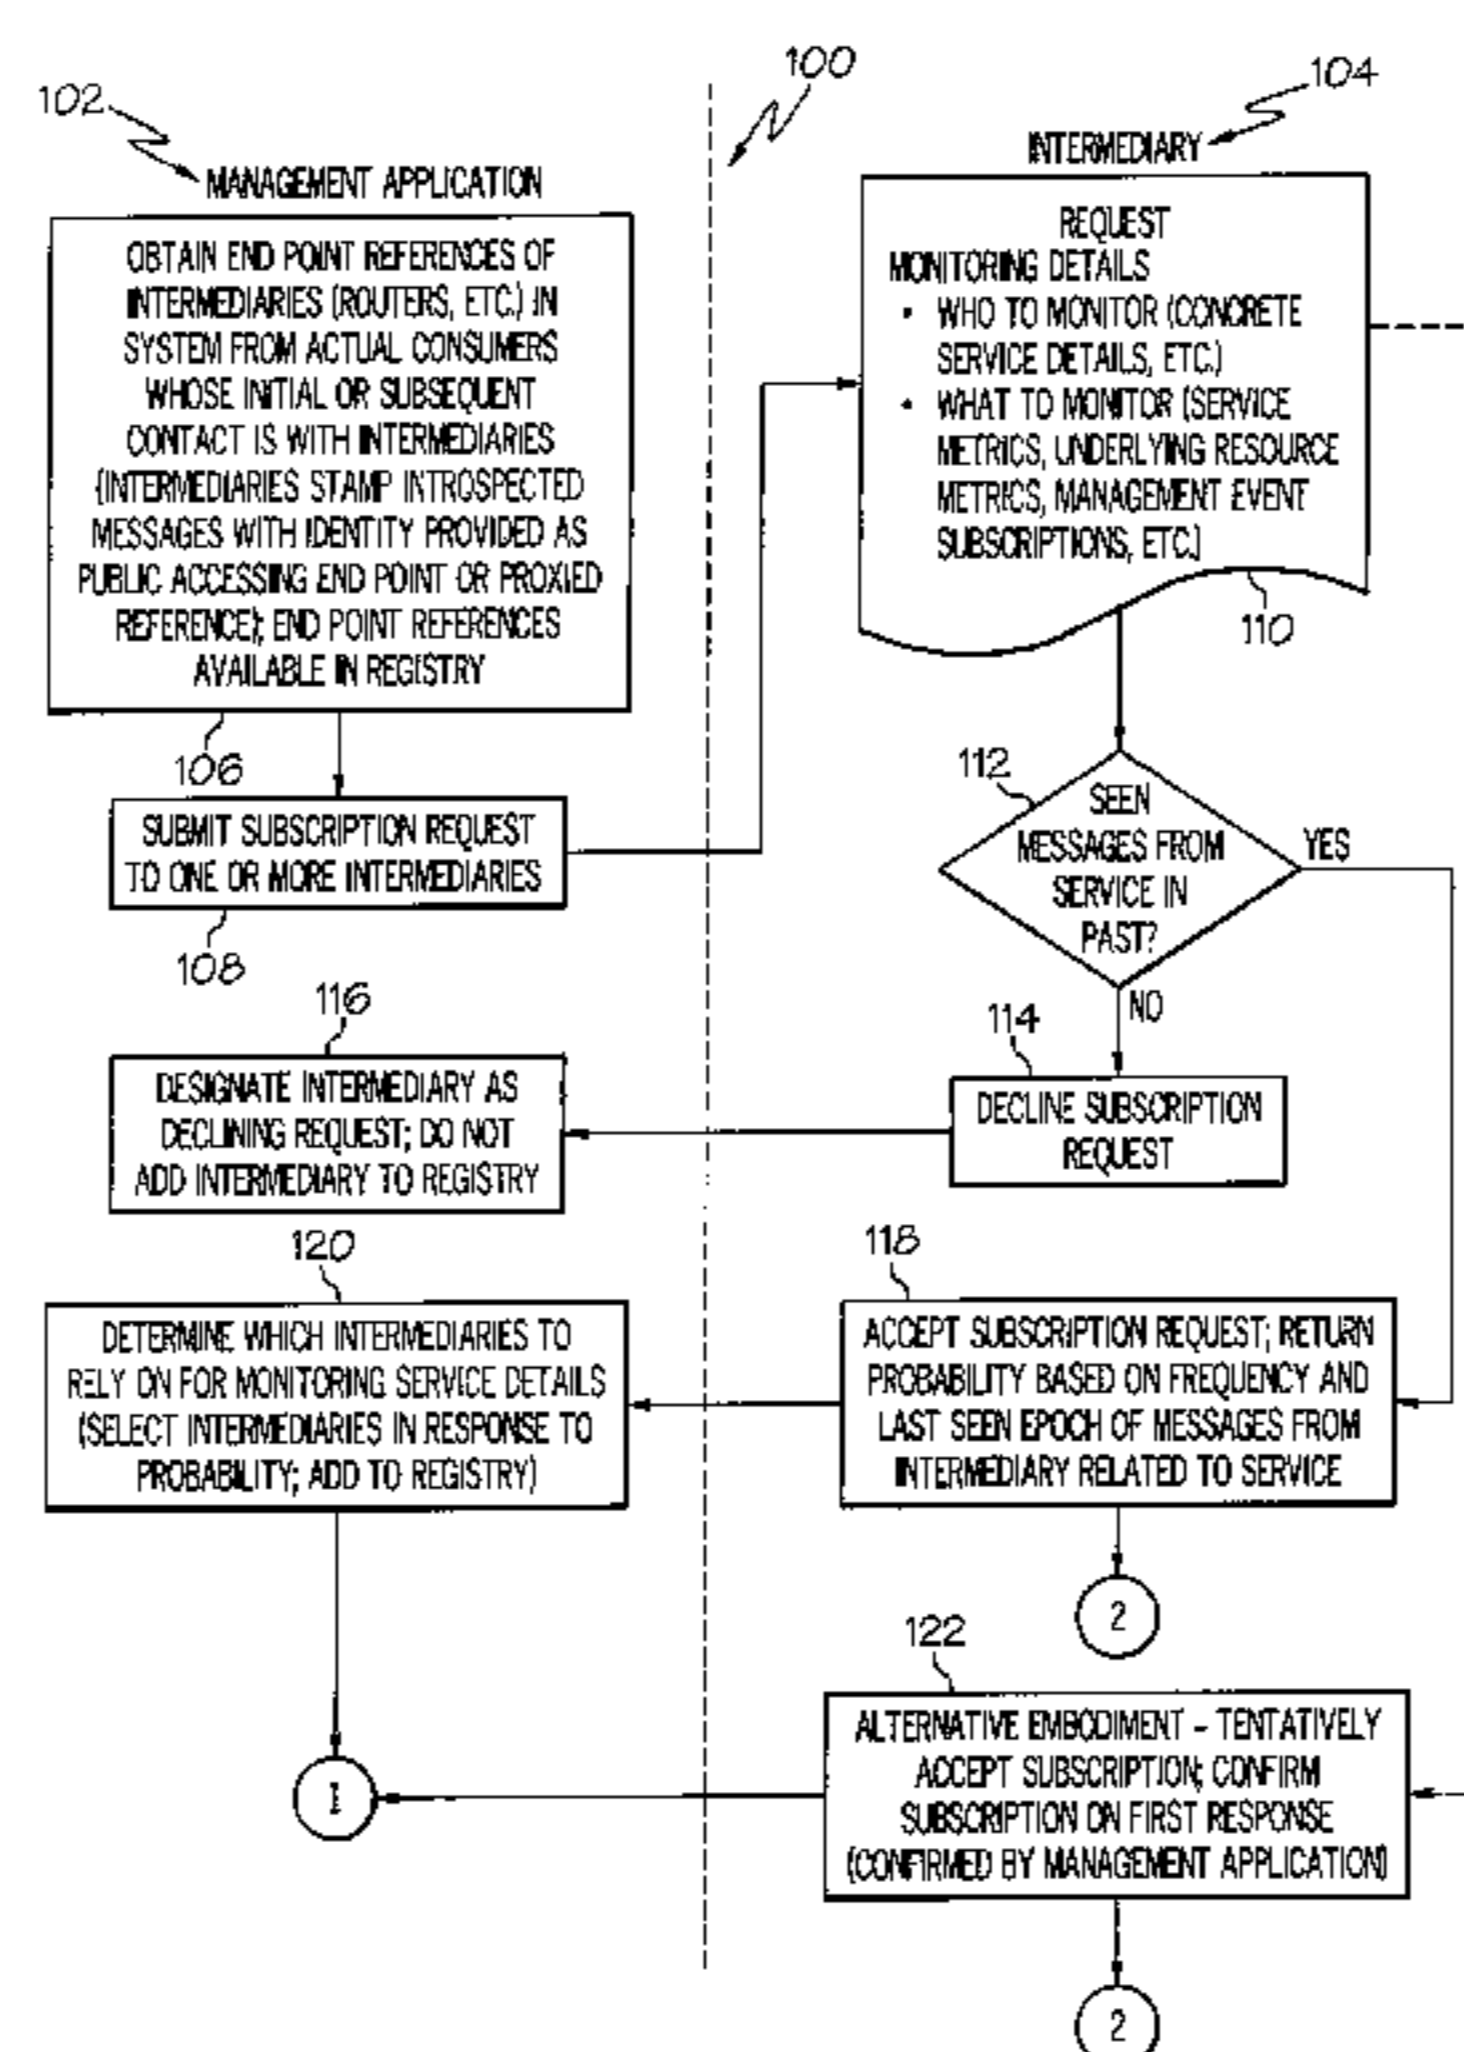 100
102
MANAGEMENT APPLICATION
OBTAIN END POINT REFERENCES OF
INTERMEDIARIES (ROUTERS, ETC.) IN
SYSTEM FROM ACTUAL CONSUMERS
WHOSE INITIAL OR SUBSEQUENT
CONTACT IS WITH INTERMEDIARIES
(INTERMEDIARIES STAMP INTROSPECTED
MESSAGES WITH IDENTITY PROVIDED AS
PUBLIC ACCESSING END POINT OR PROXIED
REFERENCE); END POINT REFERENCES
AVAILABLE IN REGISTRY
106
SUBMIT SUBSCRIPTION REQUEST
TO ONE OR MORE INTERMEDIARIES
108
104
INTERMEDIARY
REQUEST
MONITORING DETAILS
• WHO TO MONITOR (CONCRETE
SERVICE DETAILS, ETC.)
• WHAT TO MONITOR (SERVICE
METRICS, UNDERLYING RESOURCE
METRICS, MANAGEMENT EVENT
SUBSCRIPTIONS, ETC.)
110
112
SEEN
MESSAGES FROM
SERVICE IN
PAST?
YES
NO
114
DECLINE SUBSCRIPTION
REQUEST
116
DESIGNATE INTERMEDIARY AS
DECLINING REQUEST; DO NOT
ADD INTERMEDIARY TO REGISTRY
118
ACCEPT SUBSCRIPTION REQUEST; RETURN
PROBABILITY BASED ON FREQUENCY AND
LAST SEEN EPOCH OF MESSAGES FROM
INTERMEDIARY RELATED TO SERVICE
2
120
DETERMINE WHICH INTERMEDIARIES TO
RELY ON FOR MONITORING SERVICE DETAILS
(SELECT INTERMEDIARIES IN RESPONSE TO
PROBABILITY; ADD TO REGISTRY)
1
122
ALTERNATIVE EMBODIMENT – TENTATIVELY
ACCEPT SUBSCRIPTION; CONFIRM
SUBSCRIPTION ON FIRST RESPONSE
(CONFIRMED BY MANAGEMENT APPLICATION)
2